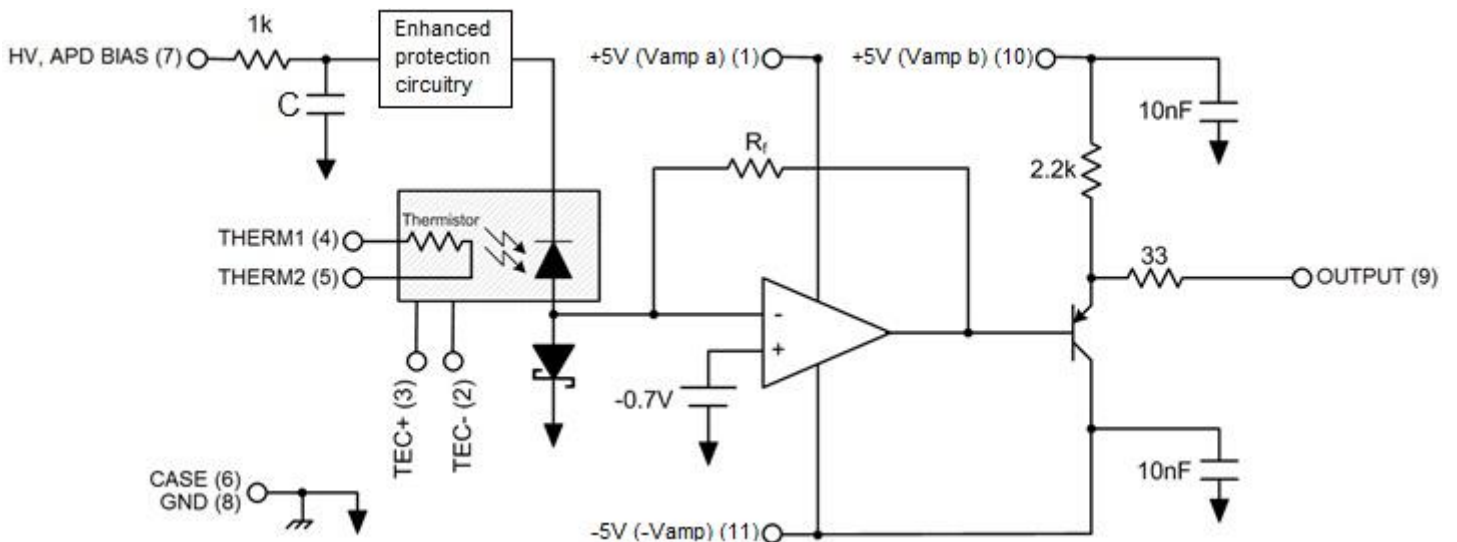 1k
HV, APD BIAS (7)
Enhanced
protection
circuitry
C
+5V (Vamp a) (1)
+5V (Vamp b) (10)
10nF
Rf
2.2k
Thermistor
THERM1 (4)
THERM2 (5)
33
OUTPUT (9)
-
+
-0.7V
TEC+ (3)
TEC- (2)
CASE (6)
GND (8)
10nF
-5V (-Vamp) (11)